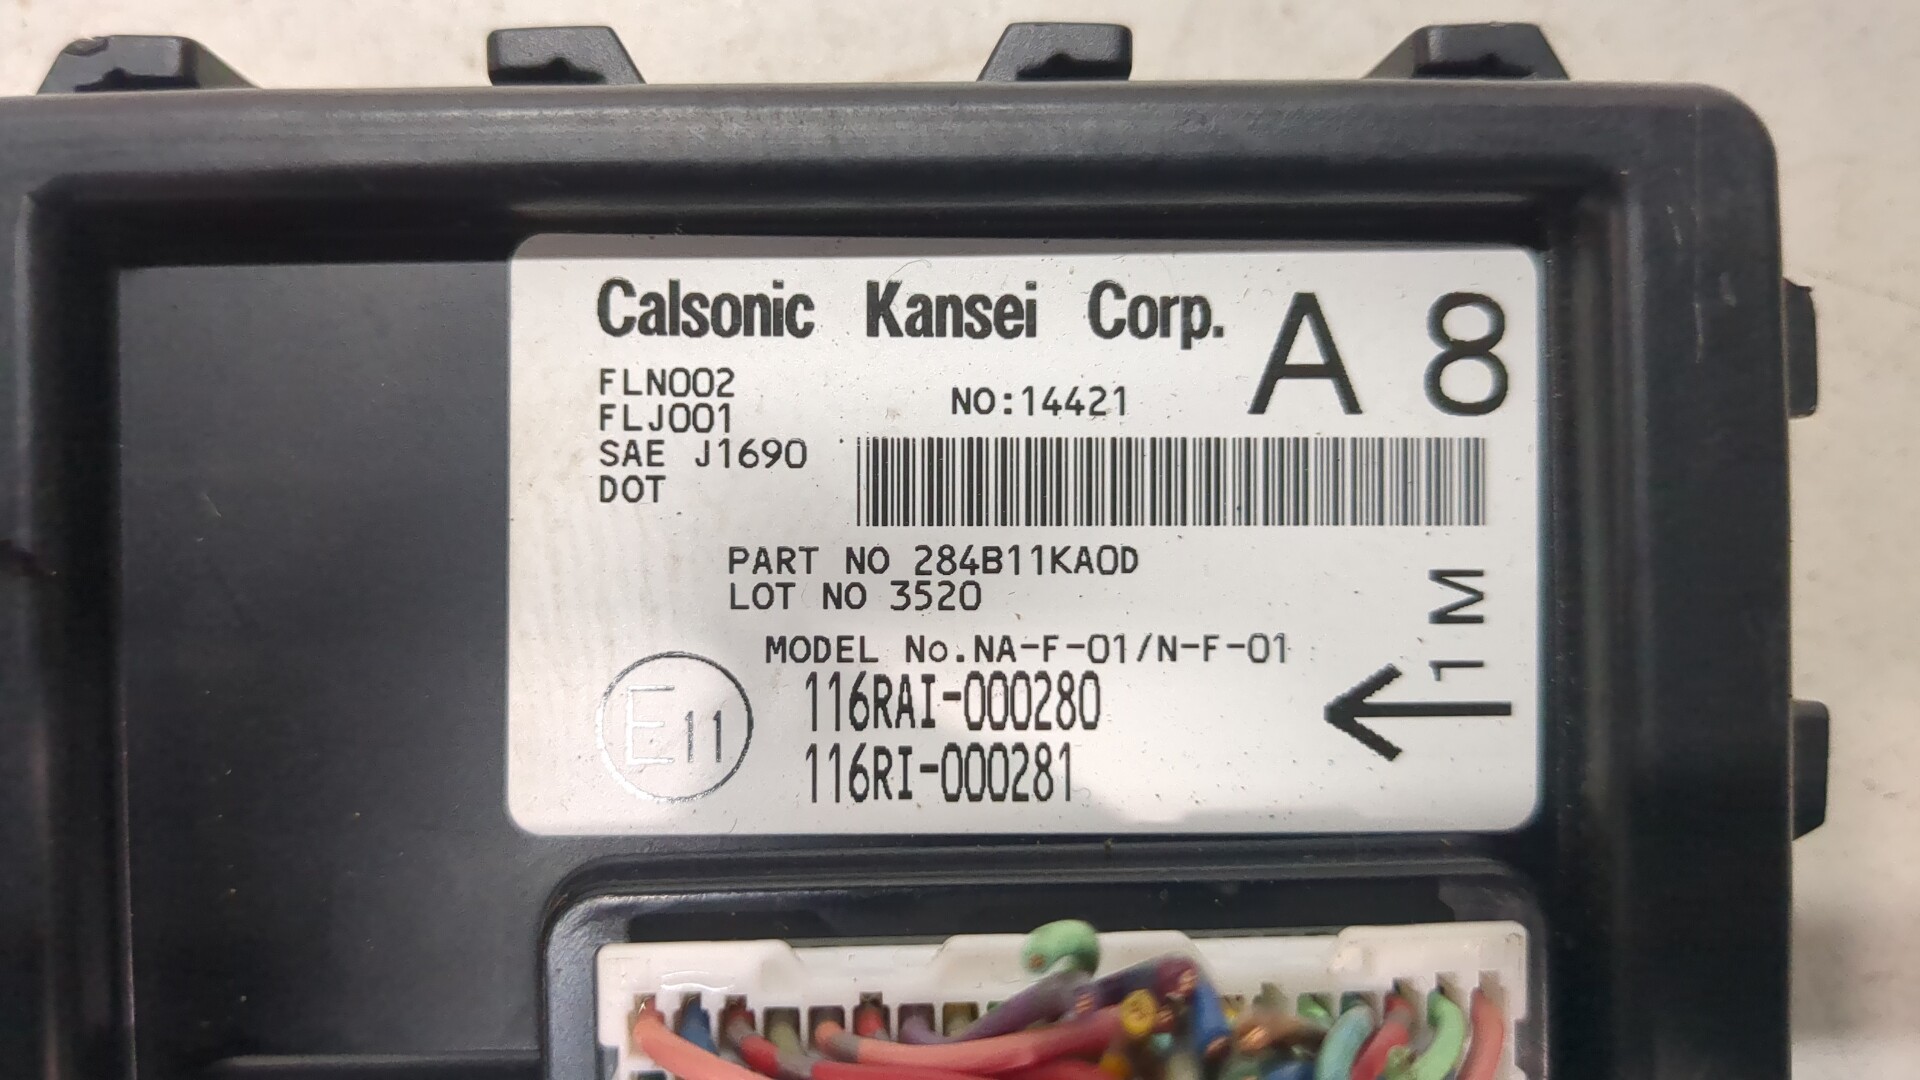 Calsonic Kansei Corp. A 8
FLN002
NO:14421
FLJ001
SAE J1690
DOT
PART NO 284B11KA0D
LOT NO 3520
1M
MODEL No.NA-F-01/N-F-01
116RAI-000280
E11
116RI-000281